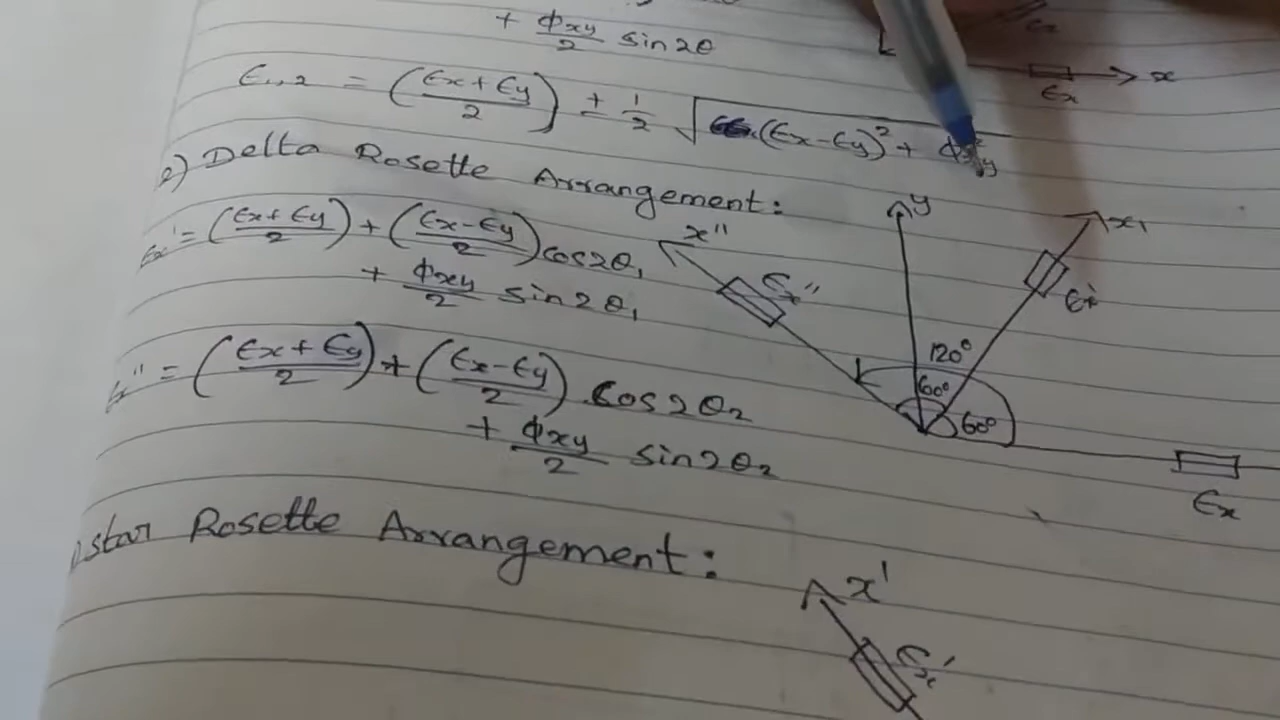 + ϕxy/2 sin2θ
ϵ1,2 = (ϵx+ϵy/2) ± 1/2 √(ϵx-ϵy)² + ϕ²xy
2) Delta Rosette Arrangement:
ϵx' = (ϵx+ϵy/2) + (ϵx-ϵy/2) cos2θ1
+ ϕxy/2 sin2θ1
ϵx'' = (ϵx+ϵy/2) + (ϵx-ϵy/2) . cos2θ2
+ ϕxy/2 sin2θ2
star Rosette Arrangement:
ϵx
x
ϵx
y
x1
x''
ϵx''
ϵx'
120°
60°
60°
ϵx
x'
ϵx'